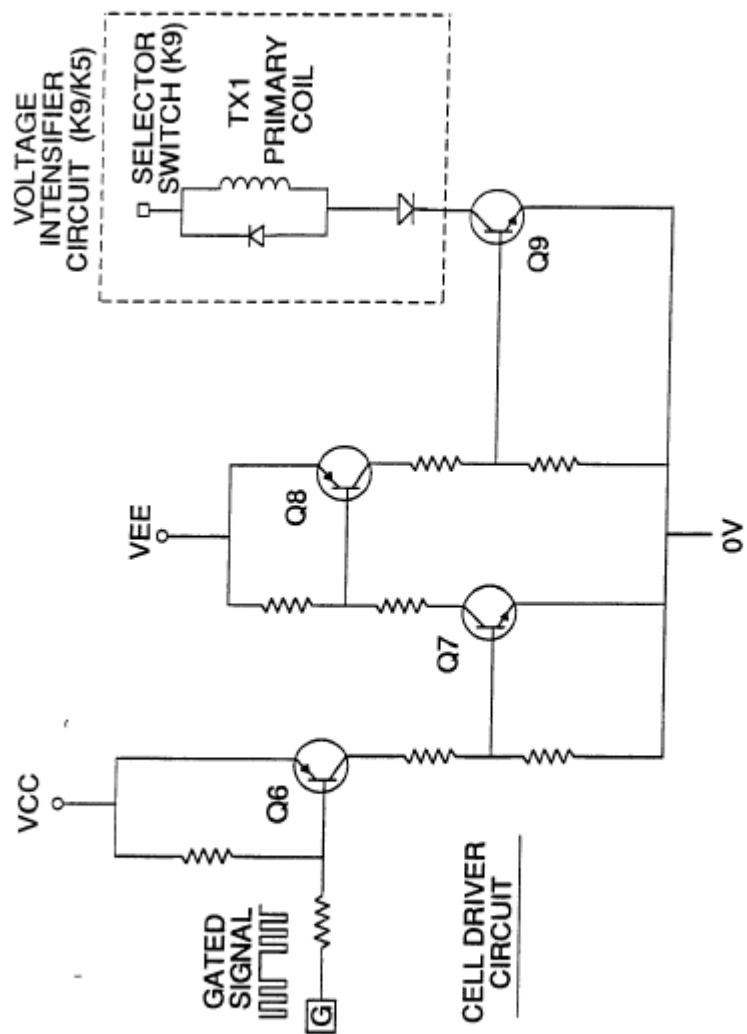 VOLTAGE
INTENSIFIER
CIRCUIT (K9/K5)
SELECTOR
SWITCH (K9)
TX1
PRIMARY
COIL
VEE
VCC
Q6
Q7
Q8
Q9
GATED
SIGNAL
G
0V
CELL DRIVER
CIRCUIT